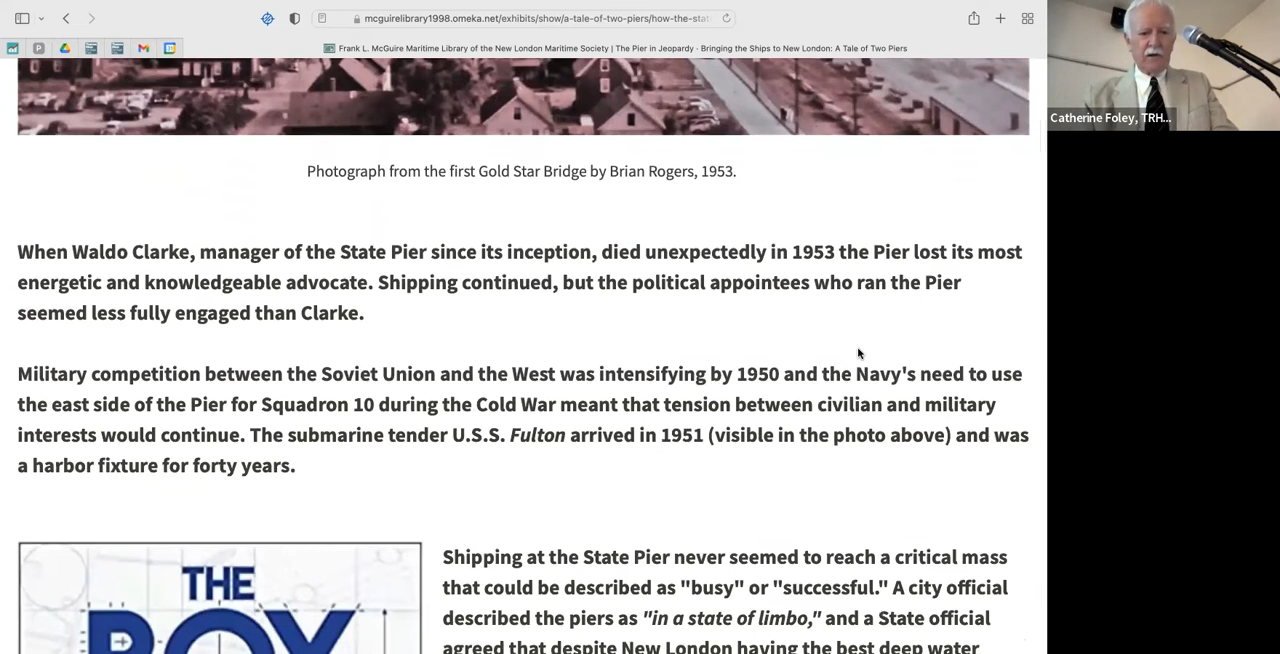 mcguirelibrary1998.omeka.net/exhibits/show/a-tale-of-two-piers/how-the-stat
Frank L. McGuire Maritime Library of the New London Maritime Society | The Pier in Jeopardy · Bringing the Ships to New London: A Tale of Two Piers
Catherine Foley, TRH...
Photograph from the first Gold Star Bridge by Brian Rogers, 1953.
When Waldo Clarke, manager of the State Pier since its inception, died unexpectedly in 1953 the Pier lost its most
energetic and knowledgeable advocate. Shipping continued, but the political appointees who ran the Pier
seemed less fully engaged than Clarke.
Military competition between the Soviet Union and the West was intensifying by 1950 and the Navy's need to use
the east side of the Pier for Squadron 10 during the Cold War meant that tension between civilian and military
interests would continue. The submarine tender U.S.S. Fulton arrived in 1951 (visible in the photo above) and was
a harbor fixture for forty years.
THE
BOX
Shipping at the State Pier never seemed to reach a critical mass
that could be described as "busy" or "successful." A city official
described the piers as "in a state of limbo," and a State official
agreed that despite New London having the best deep water